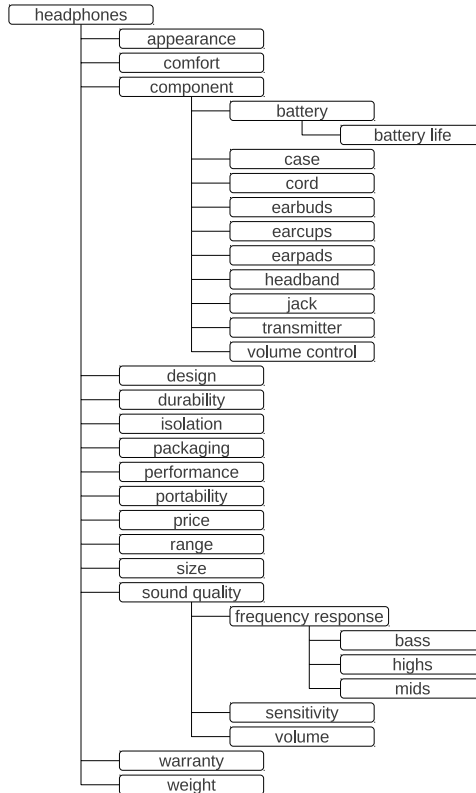 headphones
appearance
comfort
component
battery
battery life
case
cord
earbuds
earcups
earpads
headband
jack
transmitter
volume control
design
durability
isolation
packaging
performance
portability
price
range
size
sound quality
frequency response
bass
highs
mids
sensitivity
volume
warranty
weight